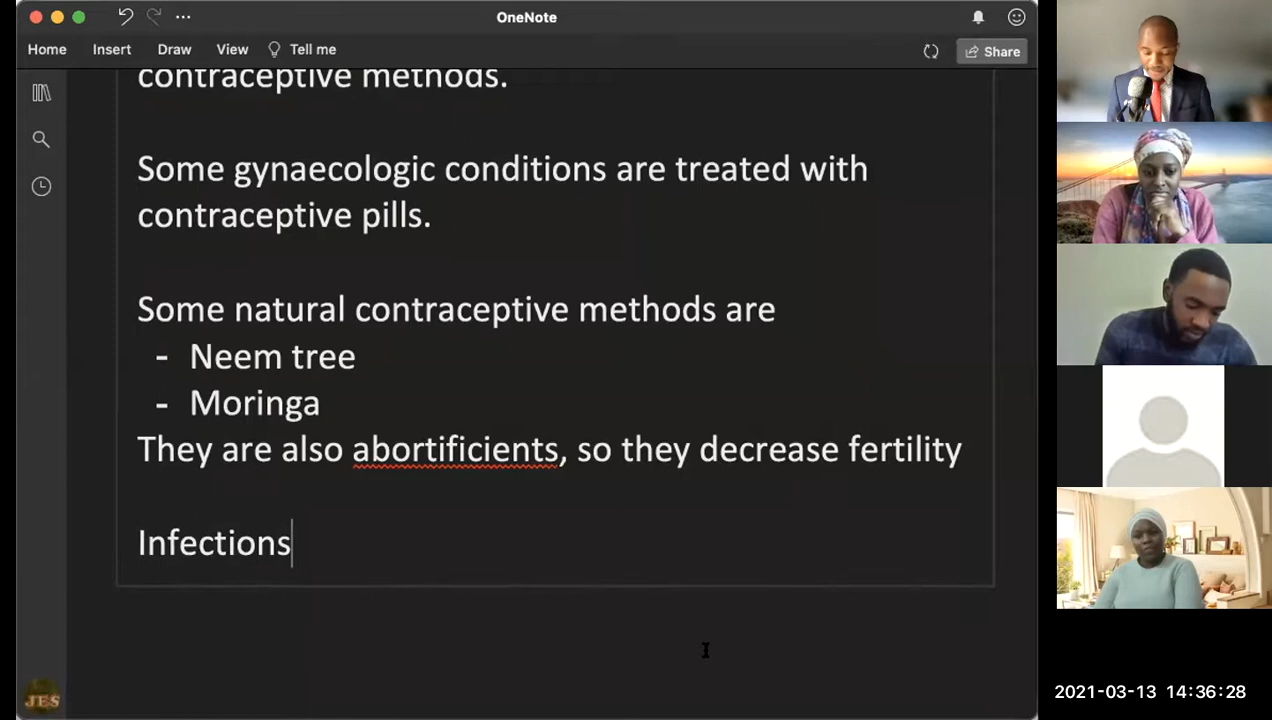 OneNote
Home Insert Draw View Tell me Share
contraceptive methods.
Some gynaecologic conditions are treated with
contraceptive pills.
Some natural contraceptive methods are
- Neem tree
- Moringa
They are also abortificients, so they decrease fertility
Infections
JES
2021-03-13 14:36:28